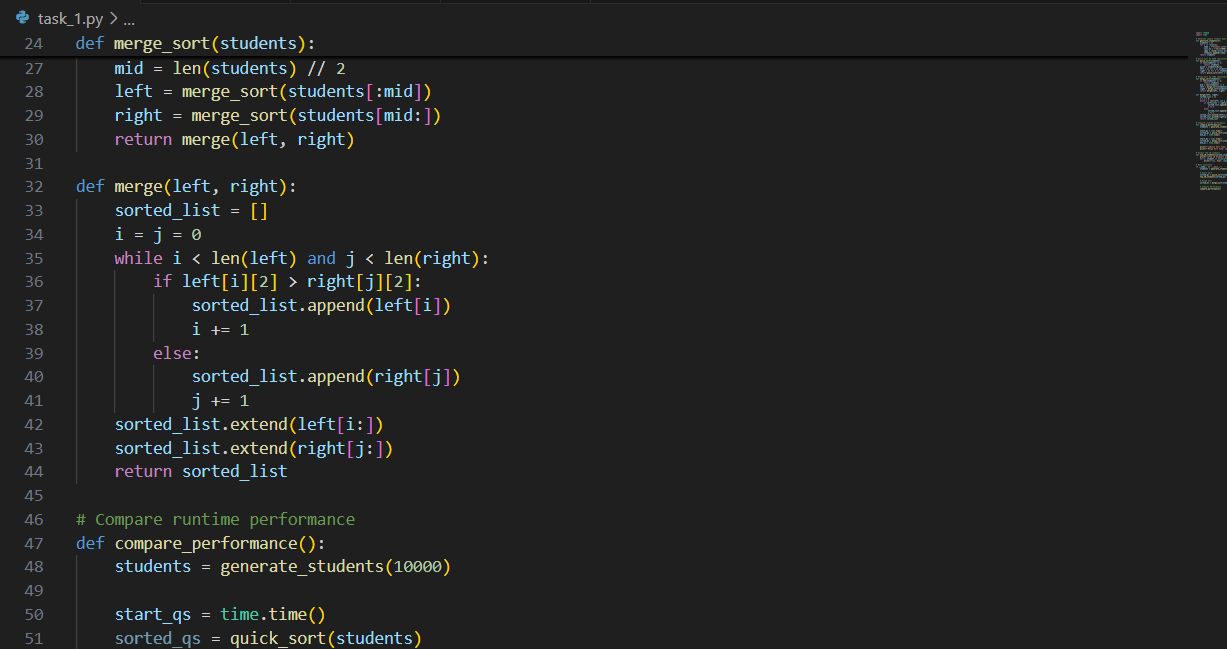 task_1.py > ...
24 def merge_sort(students):
27     mid = len(students) // 2
28     left = merge_sort(students[:mid])
29     right = merge_sort(students[mid:])
30     return merge(left, right)
31
32 def merge(left, right):
33     sorted_list = []
34     i = j = 0
35     while i < len(left) and j < len(right):
36         if left[i][2] > right[j][2]:
37             sorted_list.append(left[i])
38             i += 1
39         else:
40             sorted_list.append(right[j])
41             j += 1
42     sorted_list.extend(left[i:])
43     sorted_list.extend(right[j:])
44     return sorted_list
45
46 # Compare runtime performance
47 def compare_performance():
48     students = generate_students(10000)
49
50     start_qs = time.time()
51     sorted_qs = quick_sort(students)